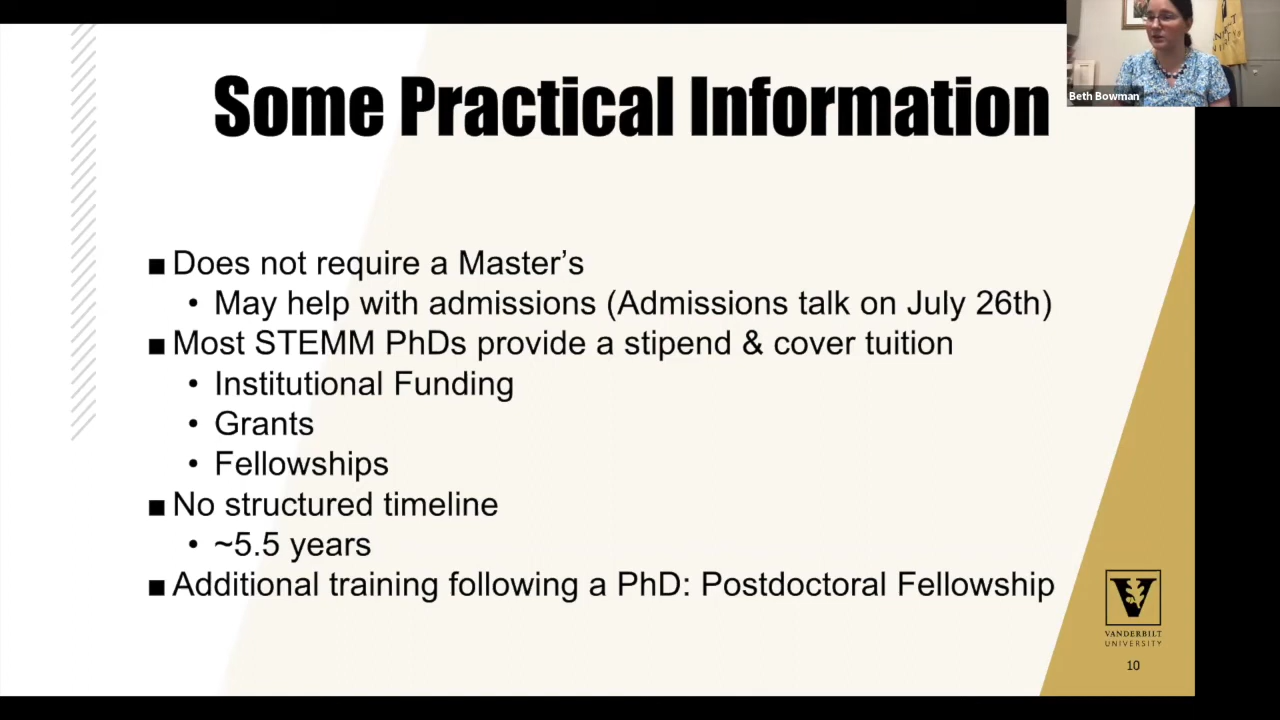 Some Practical Information
Beth Bowman
■ Does not require a Master’s
• May help with admissions (Admissions talk on July 26th)
■ Most STEMM PhDs provide a stipend & cover tuition
• Institutional Funding
• Grants
• Fellowships
■ No structured timeline
• ~5.5 years
■ Additional training following a PhD: Postdoctoral Fellowship
V
VANDERBILT
UNIVERSITY
10